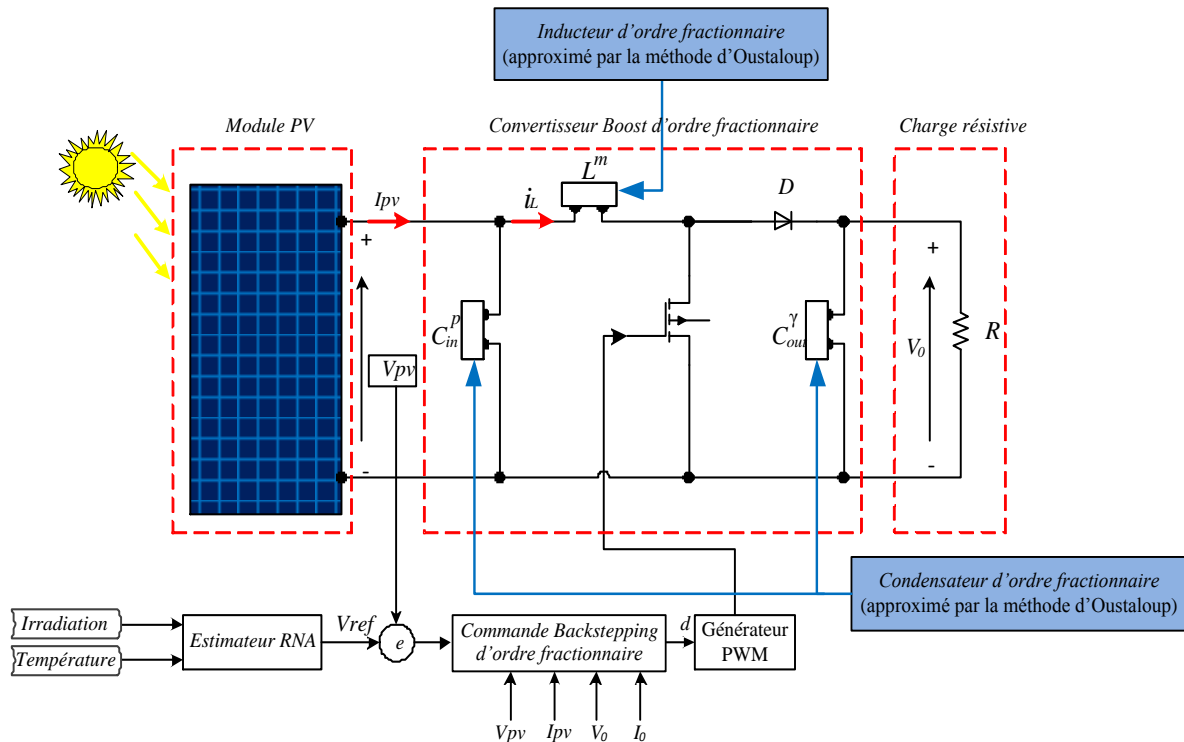 Inducteur d'ordre fractionnaire
(approximé par la méthode d'Oustaloup)
Module PV
Convertisseur Boost d'ordre fractionnaire
Charge résistive
L^m
D
Ipv
i_L
+
+
C_in^p
C_out^γ
V_0
R
Vpv
-
-
Condensateur d'ordre fractionnaire
(approximé par la méthode d'Oustaloup)
Irradiation
Température
Estimateur RNA
Vref
e
Commande Backstepping
d'ordre fractionnaire
d
Générateur
PWM
Vpv
Ipv
V_0
I_0